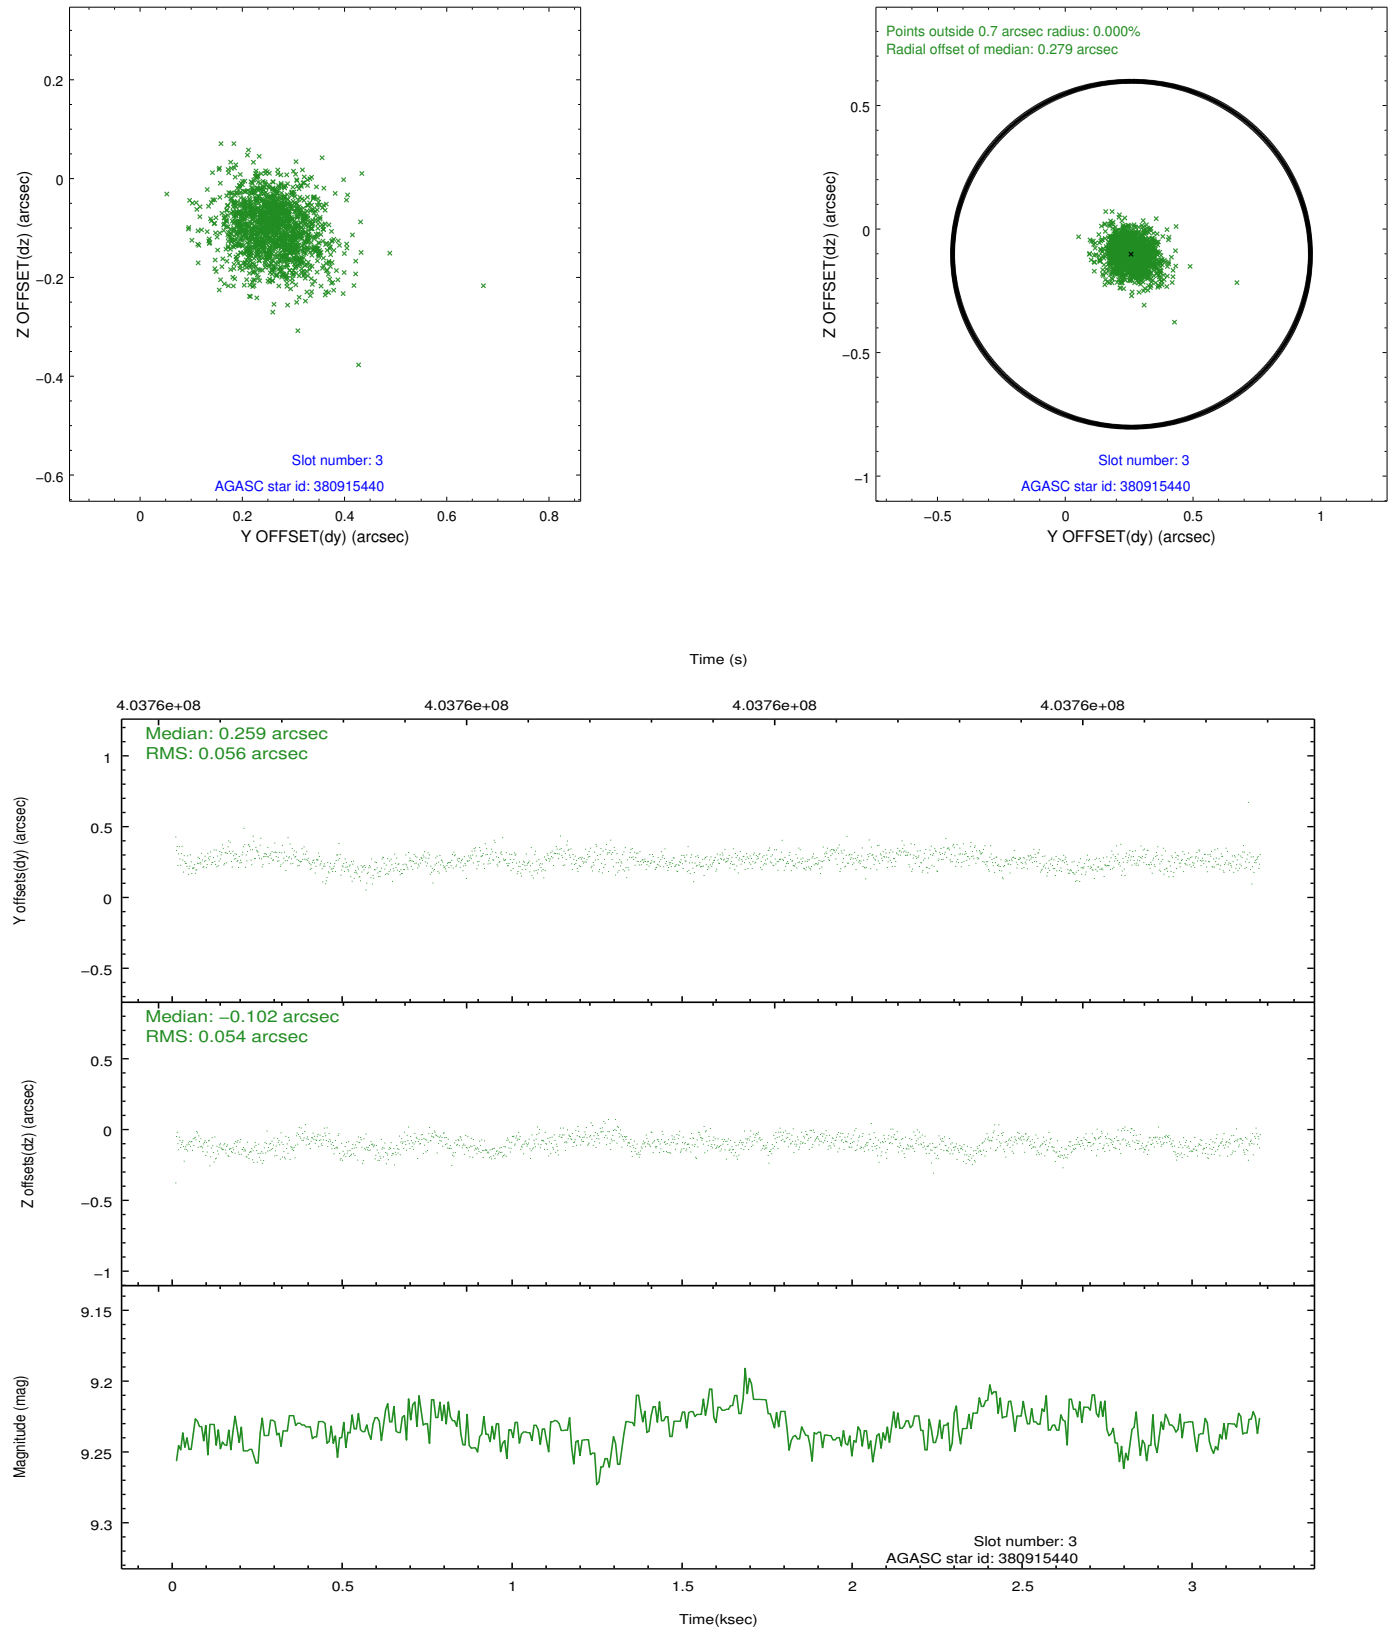 0.2
0
−0.2
−0.4
−0.6
Z OFFSET(dz) (arcsec)
Slot number: 3
AGASC star id: 380915440
0 0.2 0.4 0.6 0.8
Y OFFSET(dy) (arcsec)
Points outside 0.7 arcsec radius: 0.000%
Radial offset of median: 0.279 arcsec
0.5
0
−0.5
−1
Z OFFSET(dz) (arcsec)
Slot number: 3
AGASC star id: 380915440
−0.5 0 0.5 1
Y OFFSET(dy) (arcsec)
Time (s)
4.0376e+08 4.0376e+08 4.0376e+08 4.0376e+08
Median: 0.259 arcsec
RMS: 0.056 arcsec
1
0.5
0
−0.5
Y offsets(dy) (arcsec)
Median: −0.102 arcsec
RMS: 0.054 arcsec
0.5
0
−0.5
−1
Z offsets(dz) (arcsec)
9.15
9.2
9.25
9.3
Magnitude (mag)
Slot number: 3
AGASC star id: 380915440
0 0.5 1 1.5 2 2.5 3
Time(ksec)